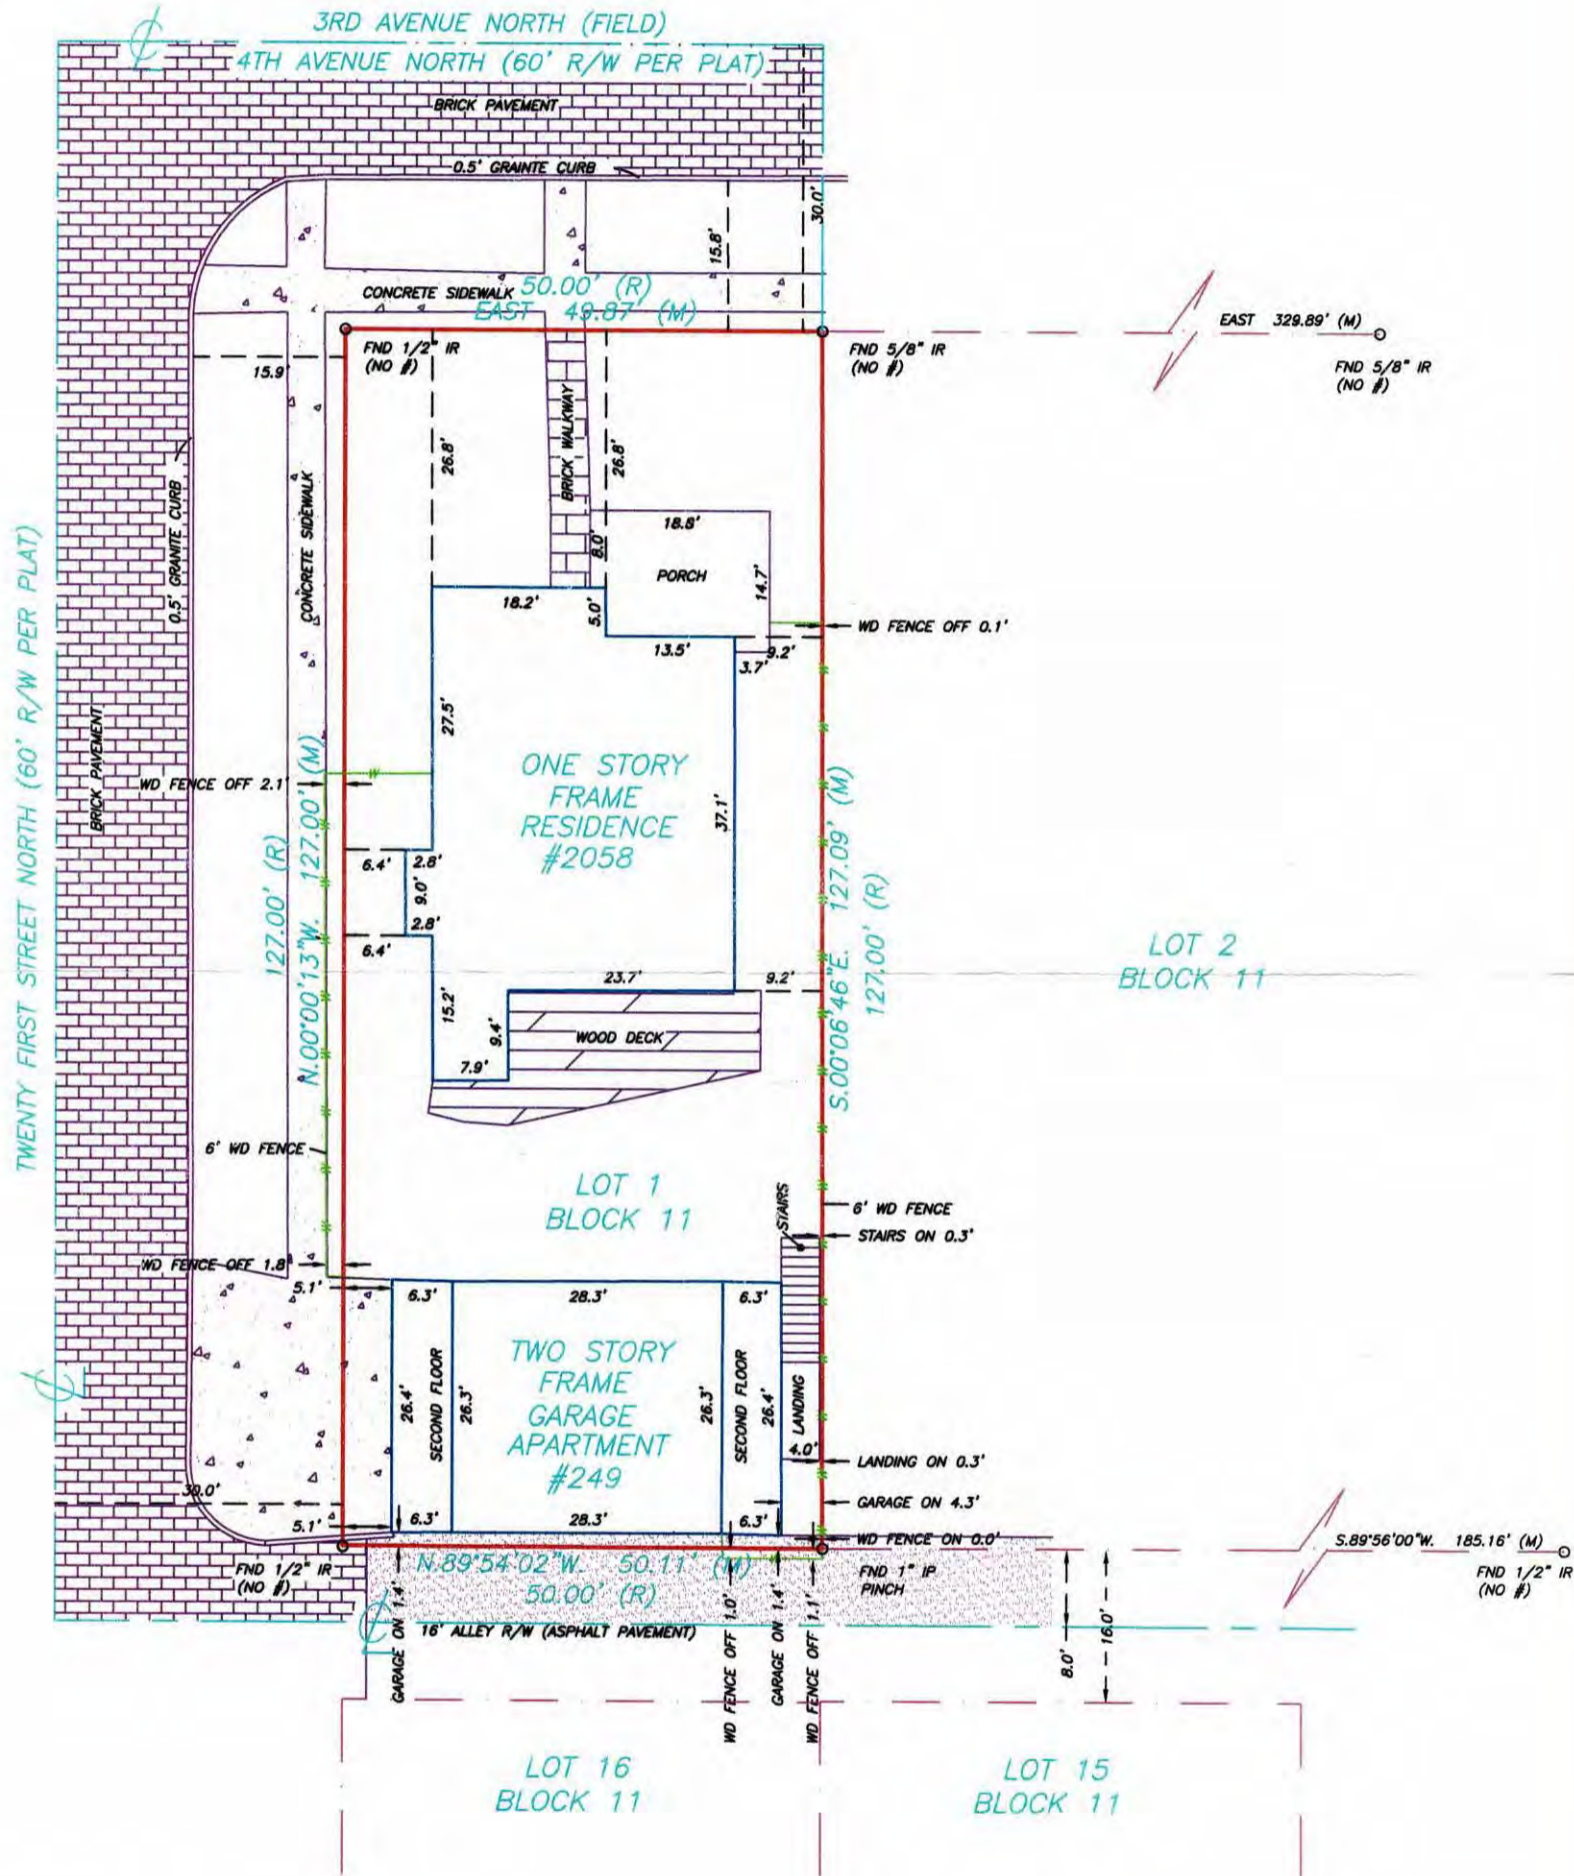 3RD AVENUE NORTH (FIELD)
4TH AVENUE NORTH (60' R/W PER PLAT)
BRICK PAVEMENT
0.5' GRAINTE CURB
30.0'
15.8'
CONCRETE SIDEWALK
50.00' (R)
EAST 49.87' (M)
FND 1/2" IR
(NO #)
FND 5/8" IR
(NO #)
EAST 329.89' (M)
FND 5/8" IR
(NO #)
15.9'
26.8'
BRICK WALKWAY
26.8'
0.5' GRANITE CURB
CONCRETE SIDEWALK
TWENTY FIRST STREET NORTH (60' R/W PER PLAT)
BRICK PAVEMENT
18.8'
8.0'
PORCH
14.7'
18.2'
5.0'
WD FENCE OFF 0.1'
13.5'
3.7'
9.2'
27.5'
ONE STORY
FRAME
RESIDENCE
#2058
37.1'
WD FENCE OFF 2.1'
127.00' (R)
N.00°00'13"W. 127.00' (M)
S.00°06'46"E. 127.09' (M)
127.00' (R)
6.4'
2.8'
9.0'
2.8'
6.4'
LOT 2
BLOCK 11
23.7'
9.2'
15.2'
9.4'
WOOD DECK
7.9'
6' WD FENCE
LOT 1
BLOCK 11
STAIRS
6' WD FENCE
STAIRS ON 0.3'
WD FENCE OFF 1.8'
5.1'
6.3'
28.3'
6.3'
TWO STORY
FRAME
GARAGE
APARTMENT
#249
26.4'
SECOND FLOOR
26.3'
26.3'
SECOND FLOOR
26.4'
LANDING
4.0'
LANDING ON 0.3'
GARAGE ON 4.3'
30.0'
5.1'
6.3'
28.3'
6.3'
WD FENCE ON 0.0'
N.89°54'02"W. 50.11' (M)
50.00' (R)
FND 1/2" IR
(NO #)
FND 1" IP
PINCH
S.89°56'00"W. 185.16' (M)
FND 1/2" IR
(NO #)
16' ALLEY R/W (ASPHALT PAVEMENT)
GARAGE ON 1.4'
WD FENCE OFF 1.0'
GARAGE ON 1.4'
WD FENCE OFF 1.1'
8.0'
16.0'
LOT 16
BLOCK 11
LOT 15
BLOCK 11